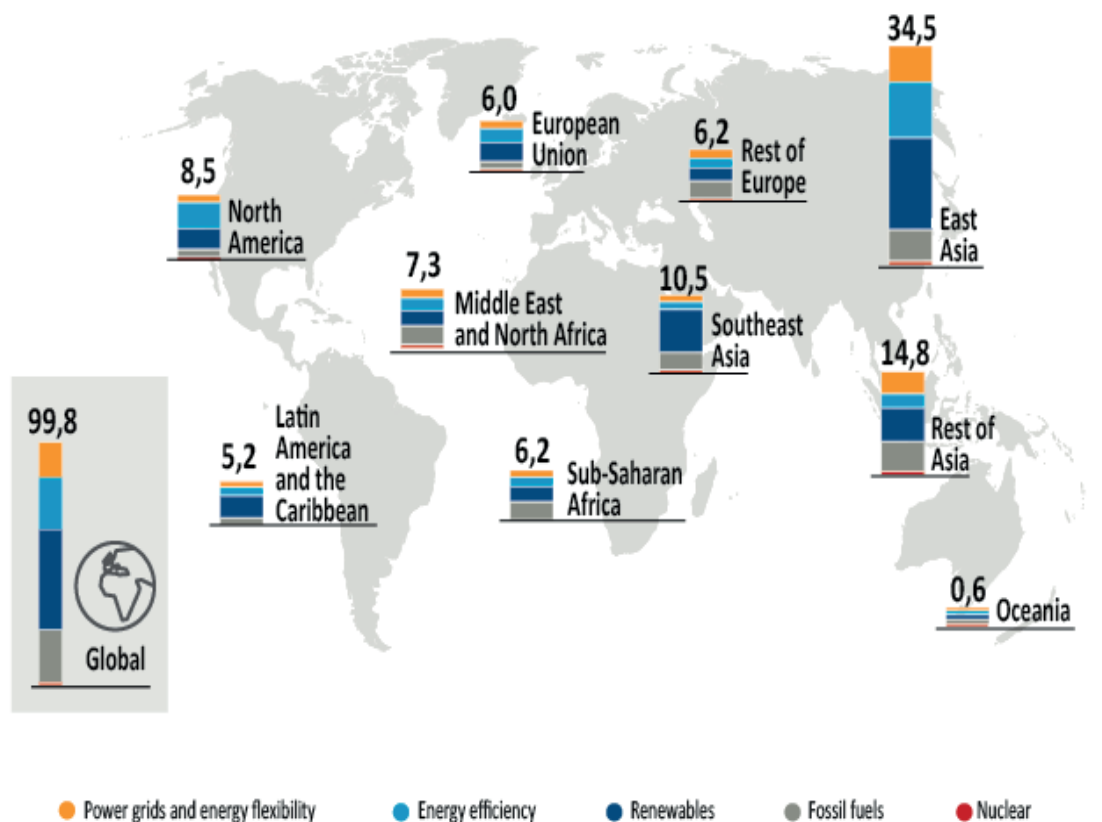 34,5
East
Asia
6,0
European
Union
6,2
Rest of
Europe
8,5
North
America
7,3
Middle East
and North Africa
10,5
Southeast
Asia
14,8
Rest of
Asia
99,8
Global
5,2
Latin
America
and the
Caribbean
6,2
Sub-Saharan
Africa
0,6
Oceania
Power grids and energy flexibility
Energy efficiency
Renewables
Fossil fuels
Nuclear